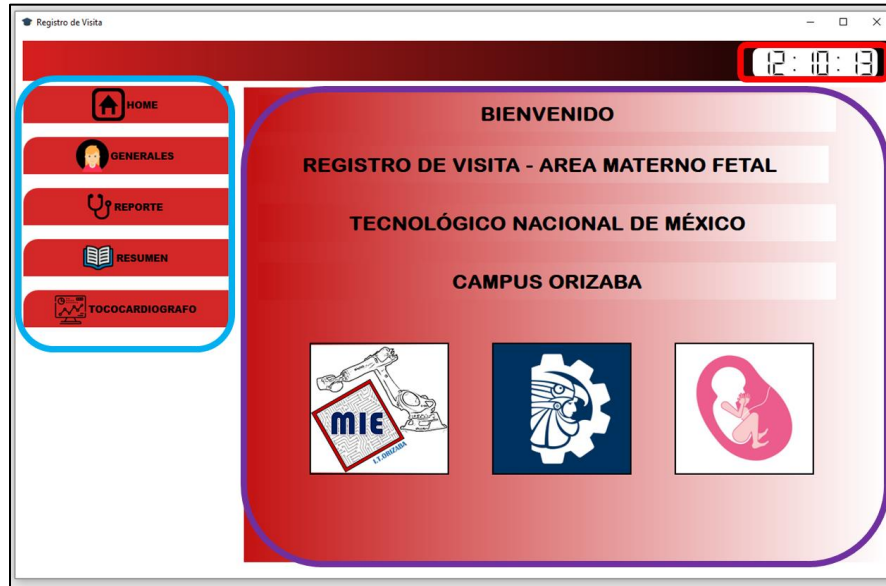 Registro de Visita
12:10:13
HOME
GENERALES
REPORTE
RESUMEN
TOCOCARDIOGRAFO
BIENVENIDO
REGISTRO DE VISITA - AREA MATERNO FETAL
TECNOLÓGICO NACIONAL DE MÉXICO
CAMPUS ORIZABA
MIE
I.T.ORIZABA